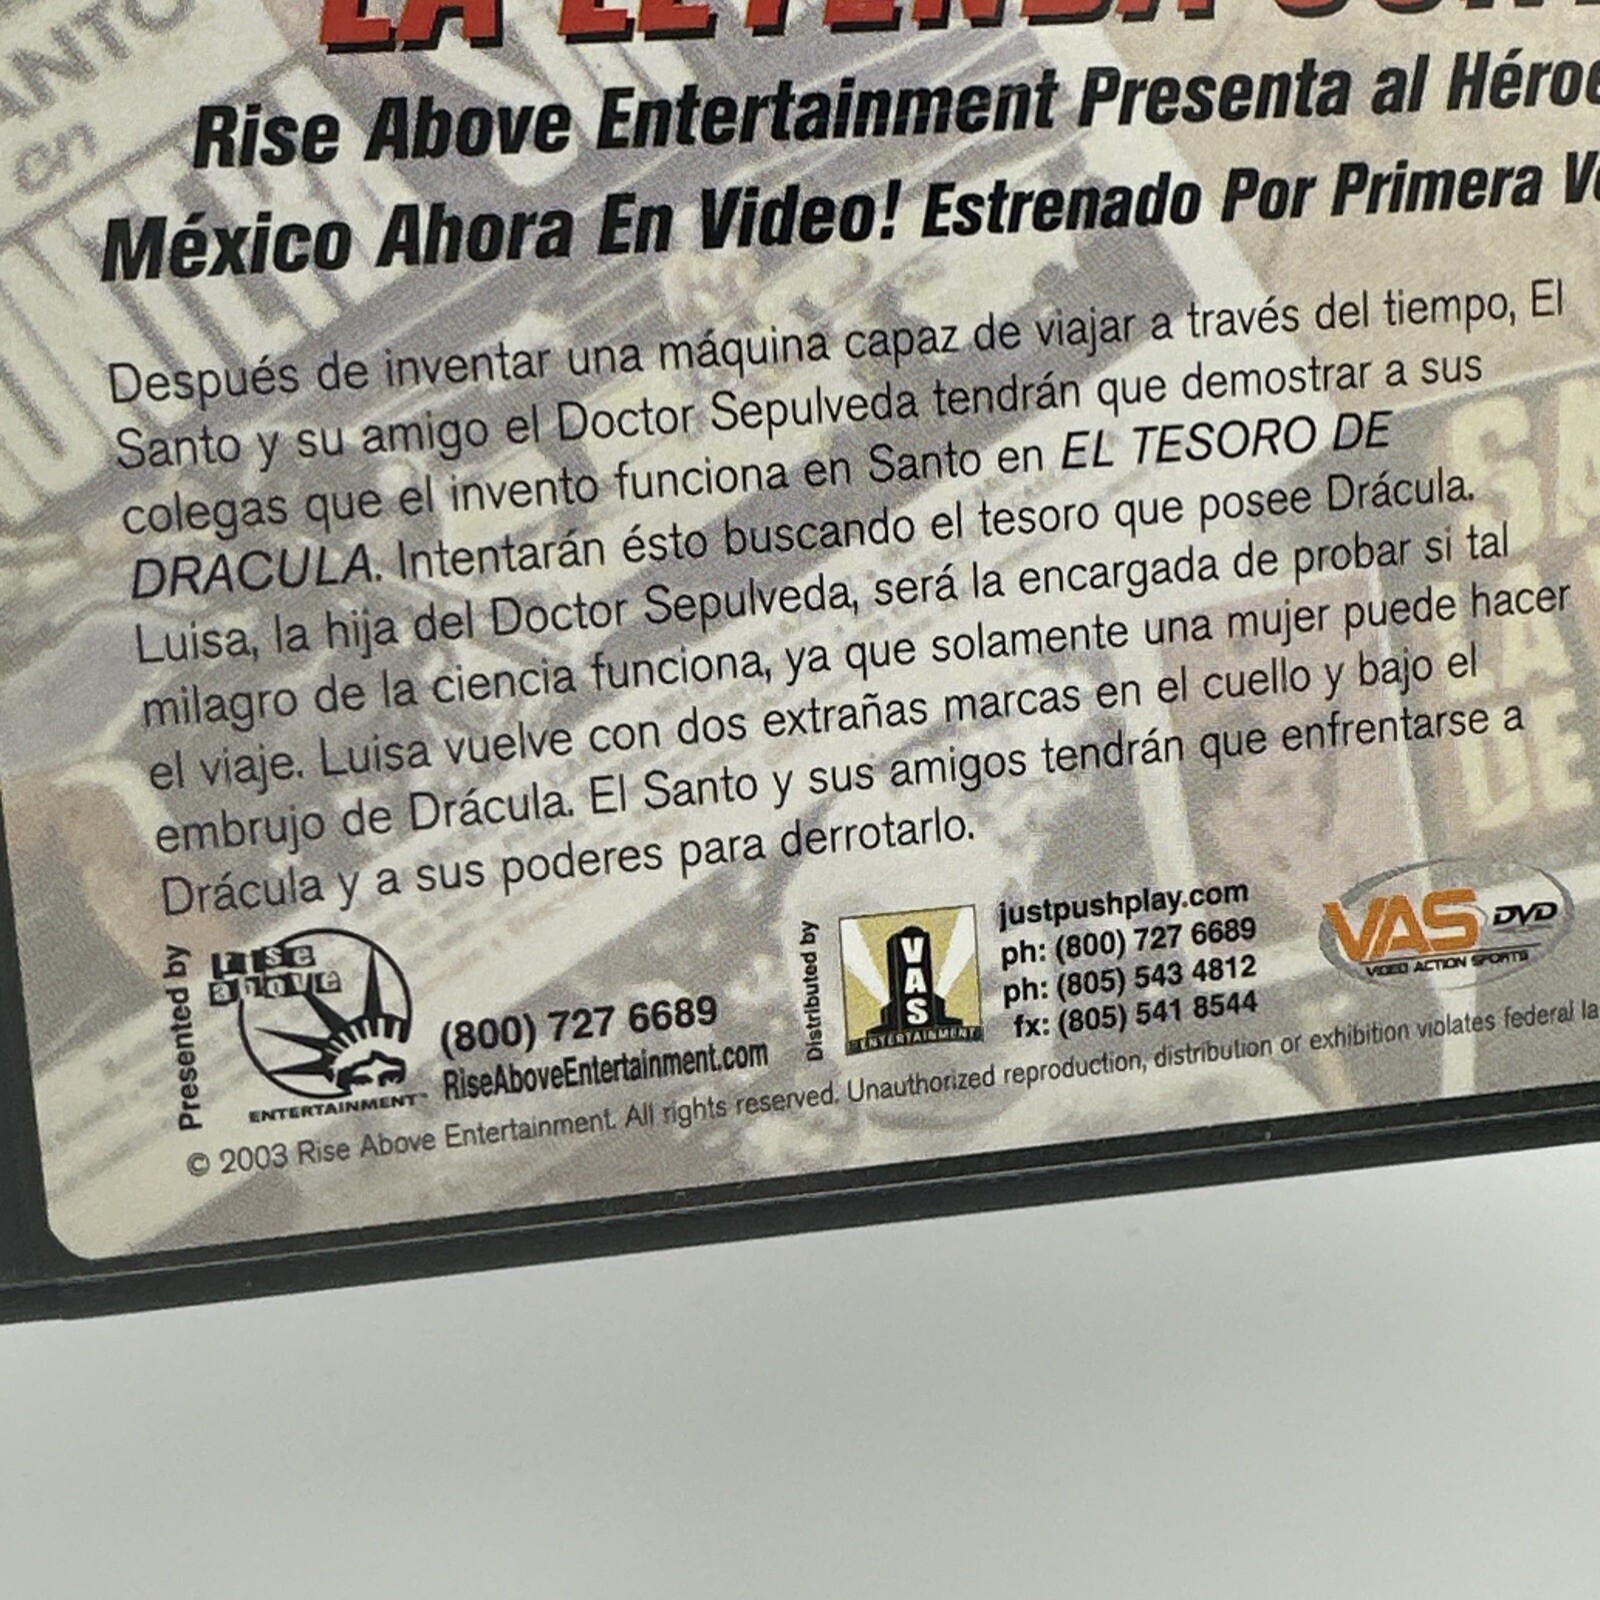 LA LEYENDA
Rise Above Entertainment Presenta al Héroe
México Ahora En Video! Estrenado Por Primera
Después de inventar una máquina capaz de viajar a través del tiempo, El
Santo y su amigo el Doctor Sepulveda tendrán que demostrar a sus
colegas que el invento funciona en Santo en EL TESORO DE
DRACULA. Intentarán ésto buscando el tesoro que posee Drácula.
Luisa, la hija del Doctor Sepulveda, será la encargada de probar si tal
milagro de la ciencia funciona, ya que solamente una mujer puede hacer
el viaje. Luisa vuelve con dos extrañas marcas en el cuello y bajo el
embrujo de Drácula. El Santo y sus amigos tendrán que enfrentarse a
Drácula y a sus poderes para derrotarlo.
Presented by
rise
above
ENTERTAINMENT™
(800) 727 6689
RiseAboveEntertainment.com
Distributed by
VAS
ENTERTAINMENT
justpushplay.com
ph: (800) 727 6689
ph: (805) 543 4812
fx: (805) 541 8544
VAS DVD
VIDEO ACTION SPORTS
© 2003 Rise Above Entertainment. All rights reserved. Unauthorized reproduction, distribution or exhibition violates federal